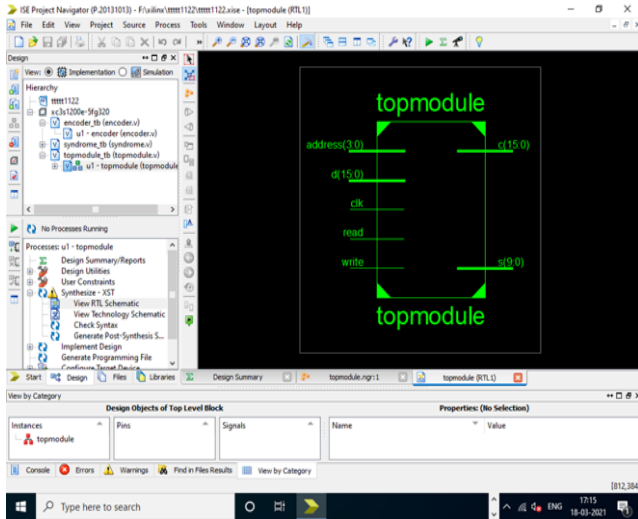 ISE Project Navigator (P.20131013) - F:\xilinx\ttttt1122\ttttt1122.xise - [topmodule (RTL1)]
File Edit View Project Source Process Tools Window Layout Help
Design
View: Implementation Simulation
Hierarchy
ttttt1122
xc3s1200e-5fg320
encoder_tb (encoder.v)
u1 - encoder (encoder.v)
syndrome_tb (syndrome.v)
topmodule_tb (topmodule.v)
u1 - topmodule (topmodule
No Processes Running
Processes: u1 - topmodule
Design Summary/Reports
Design Utilities
User Constraints
Synthesize - XST
View RTL Schematic
View Technology Schematic
Check Syntax
Generate Post-Synthesis S...
Implement Design
Generate Programming File
Configure Target Device
topmodule
address(3:0) c(15:0)
d(15:0)
clk
read
write s(9:0)
topmodule
Start Design Files Libraries Design Summary topmodule.ngr:1 topmodule (RTL1)
View by Category
Design Objects of Top Level Block Properties: (No Selection)
Instances Pins Signals Name Value
topmodule
Console Errors Warnings Find in Files Results View by Category
[812,384
Type here to search ENG 17:15
18-03-2021